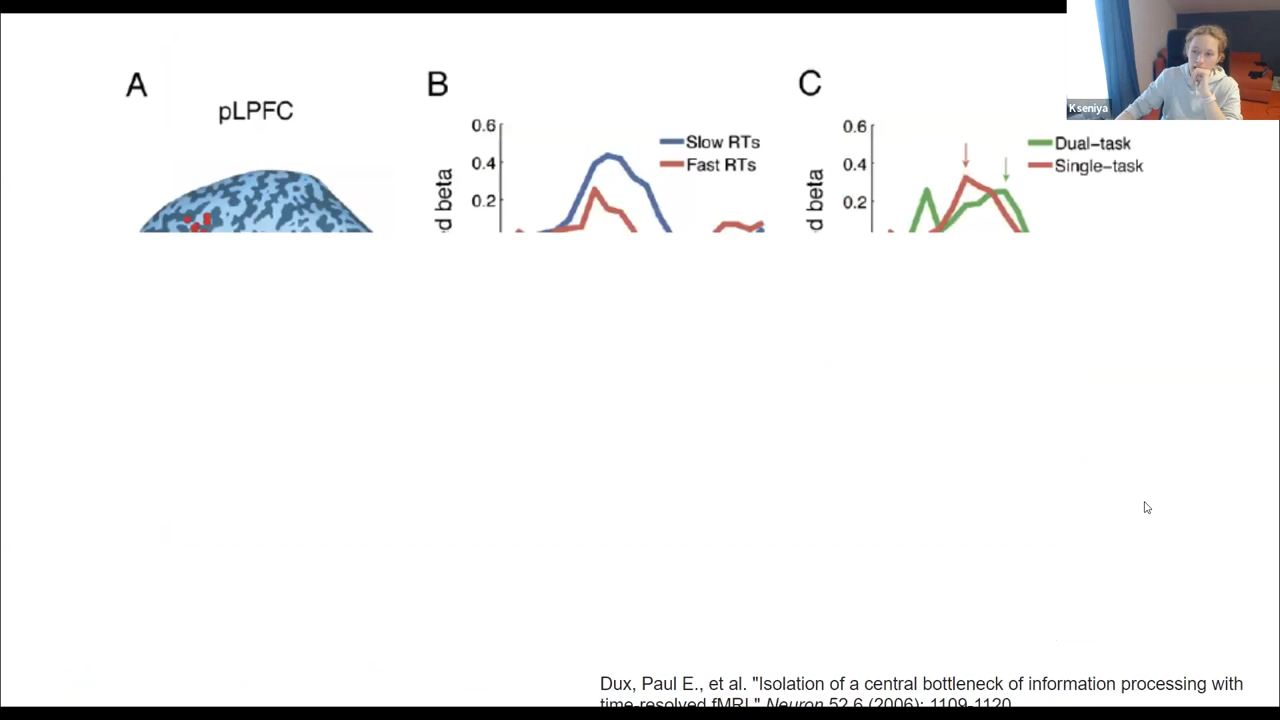 A
pLPFC
B
0.6
0.4
0.2
d beta
Slow RTs
Fast RTs
C
0.6
0.4
0.2
d beta
Dual-task
Single-task
Kseniya
Dux, Paul E., et al. "Isolation of a central bottleneck of information processing with
time-resolved fMRI." Neuron 52.6 (2006): 1109-1120.